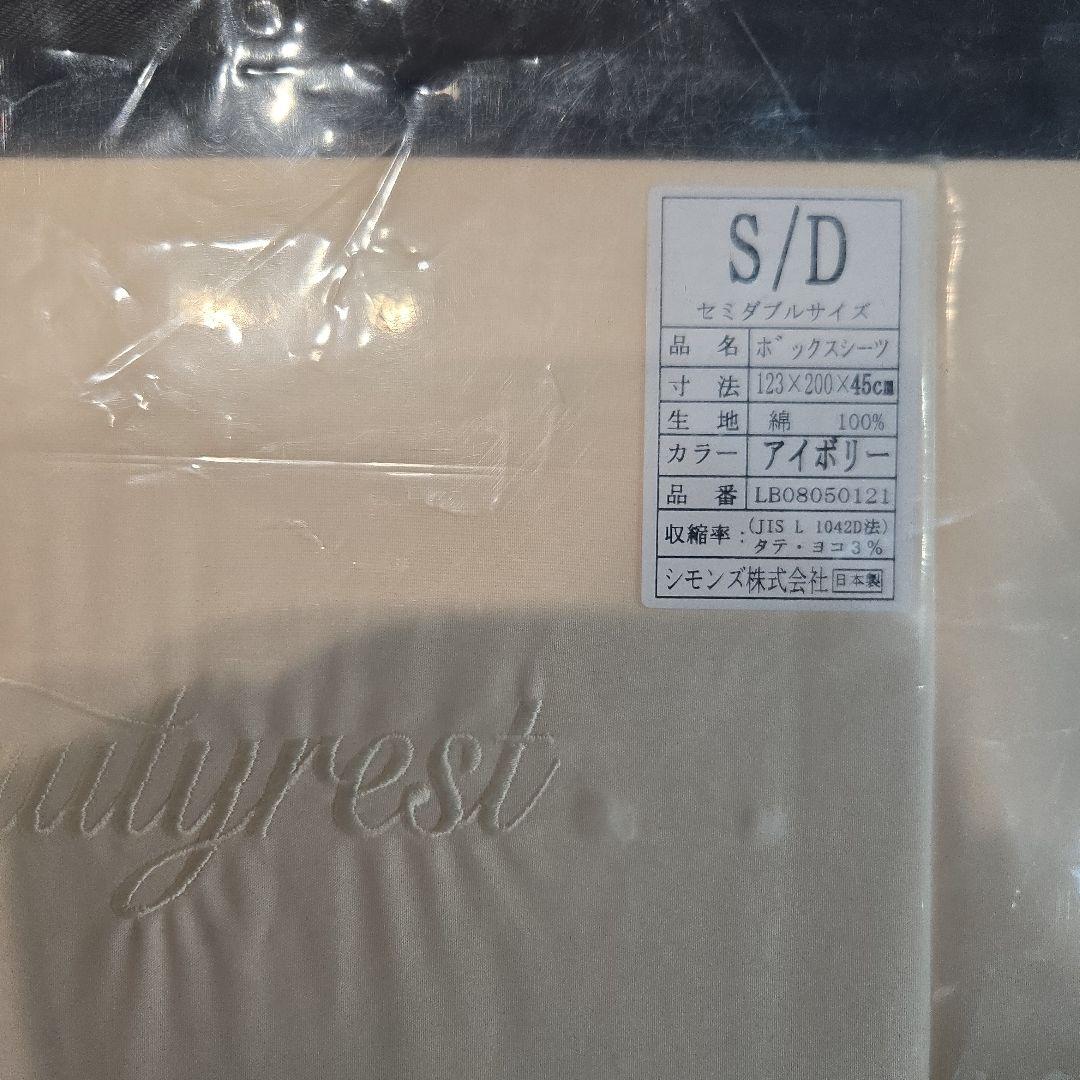 S/D
セミダブルサイズ
品 名 ボックスシーツ
寸 法 123×200×45cm
生 地 綿 100%
カラー アイボリー
品 番 LB08050121
収縮率:(JIS L 1042D法)
タテ・ヨコ3%
シモンズ株式会社 日本製
autyrest